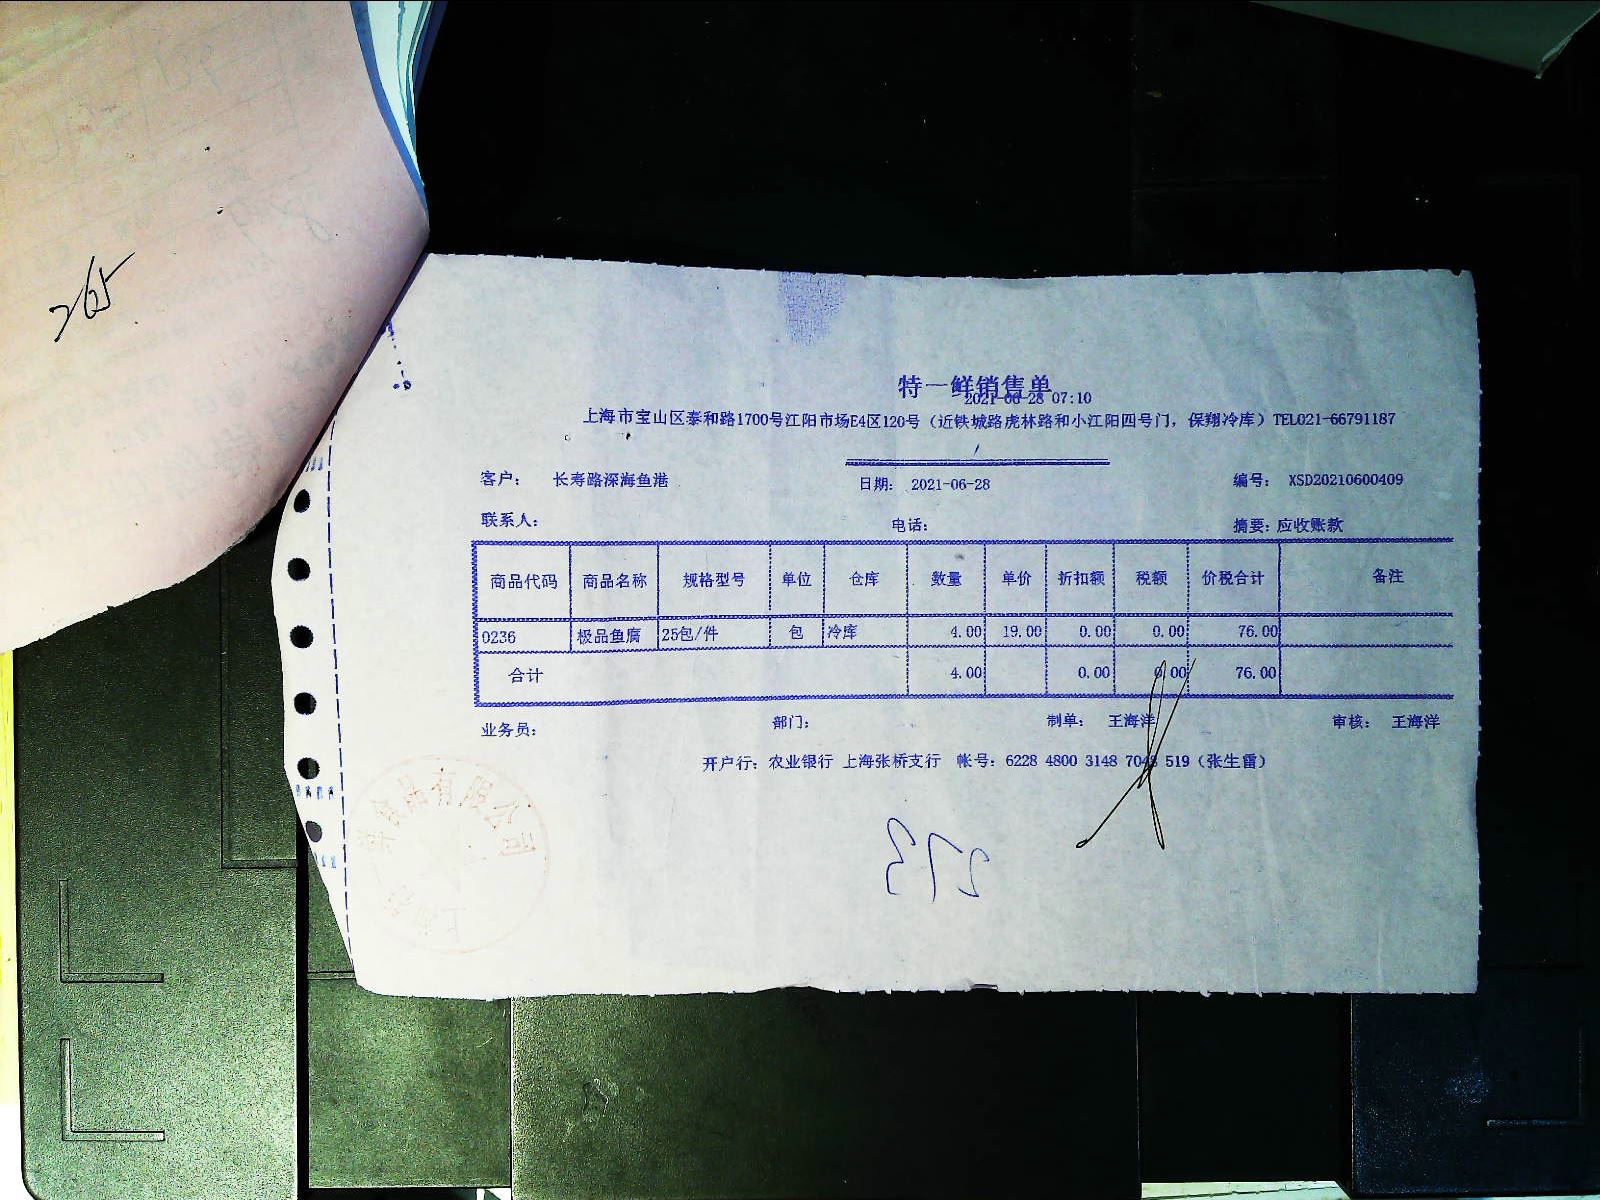 265
特一鲜销售单
2021-06-28 07:10
上海市宝山区泰和路1700号江阳市场E4区120号（近铁城路虎林路和小江阳四号门，保翔冷库）TEL021-66791187
客户： 长寿路深海鱼港 日期： 2021-06-28 编号： XSD20210600409
联系人： 电话： 摘要：应收账款
商品代码 商品名称 规格型号 单位 仓库 数量 单价 折扣额 税额 价税合计 备注
0236 极品鱼腐 25包/件 包 冷库 4.00 19.00 0.00 0.00 76.00
合计 4.00 0.00 0.00 76.00
业务员： 部门： 制单： 王海洋 审核： 王海洋
开户行：农业银行 上海张桥支行 帐号：6228 4800 3148 7048 519（张生雷）
食品有限公司